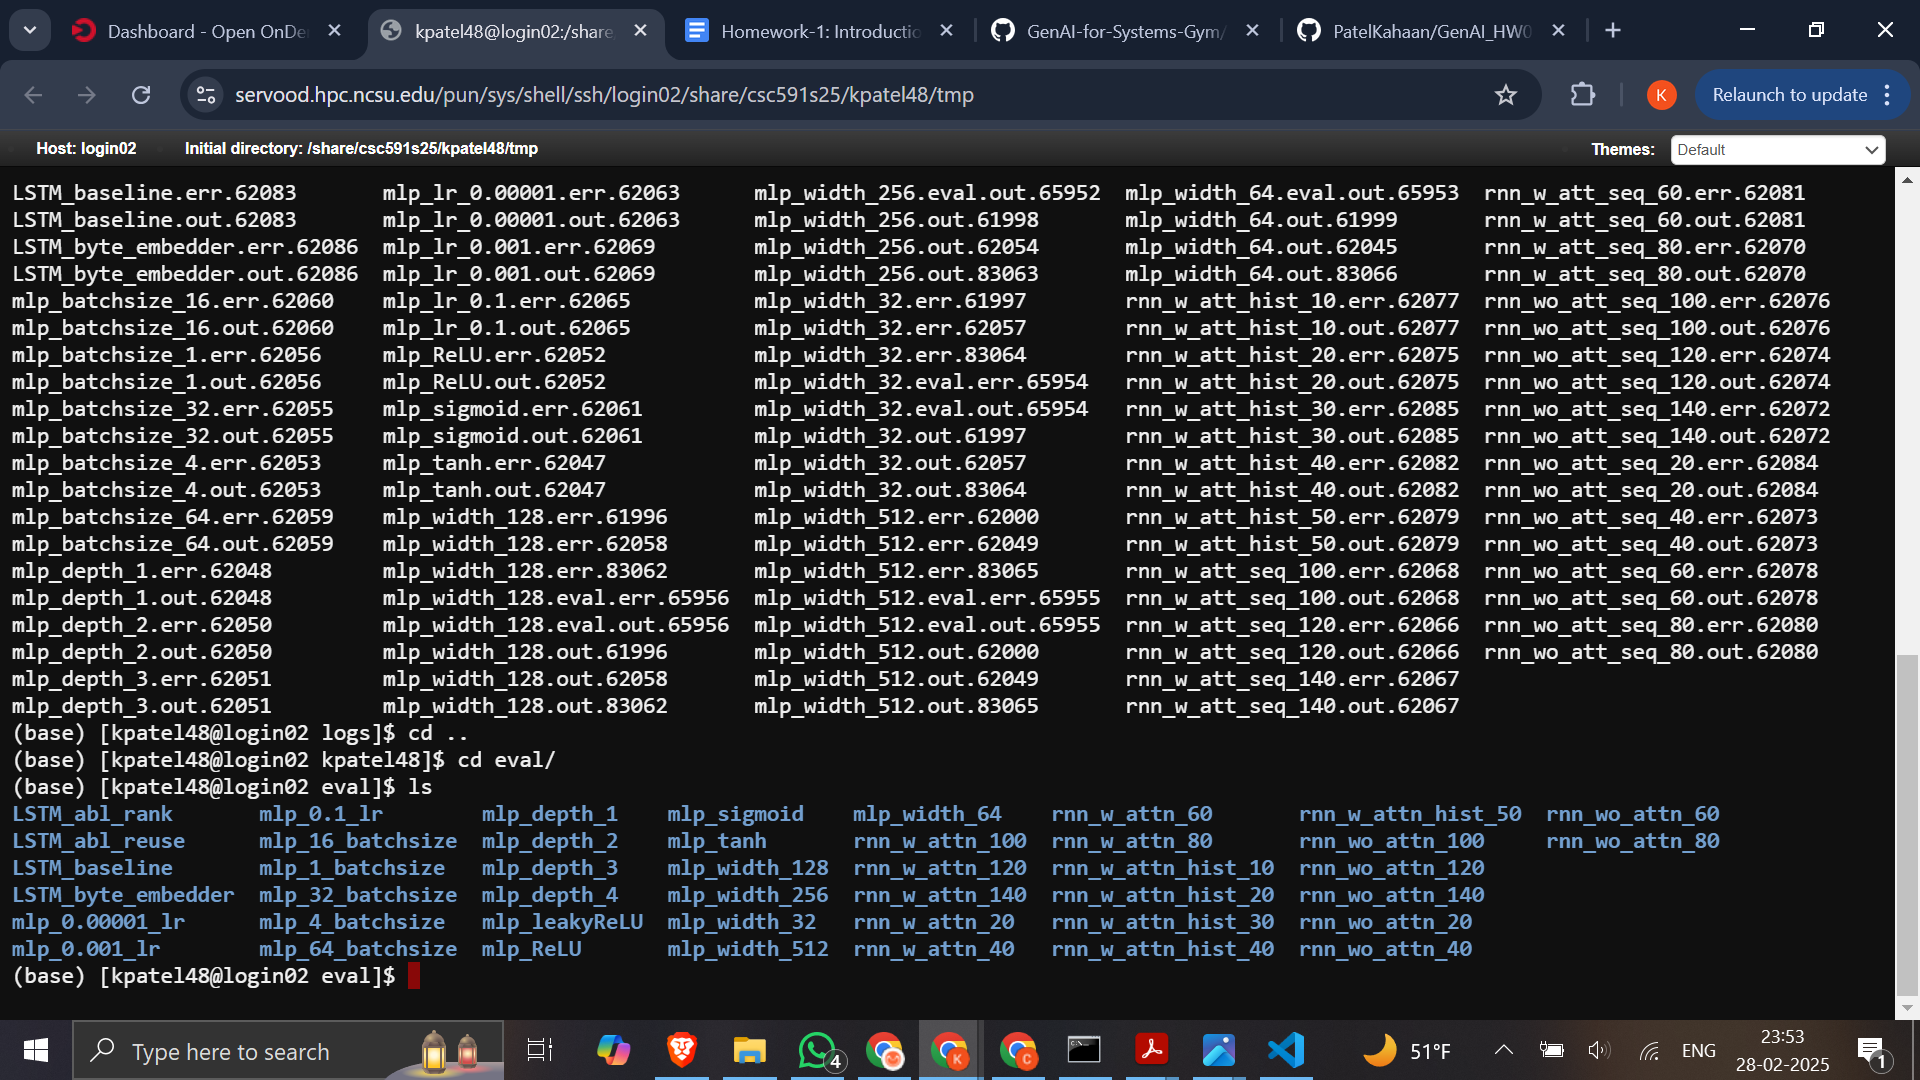 Dashboard - Open OnDe
kpatel48@login02:/share
Homework-1: Introductio
GenAI-for-Systems-Gym/
PatelKahaan/GenAI_HW0
servood.hpc.ncsu.edu/pun/sys/shell/ssh/login02/share/csc591s25/kpatel48/tmp
K
Relaunch to update
Host: login02 Initial directory: /share/csc591s25/kpatel48/tmp Themes: Default
LSTM_baseline.err.62083 mlp_lr_0.00001.err.62063 mlp_width_256.eval.out.65952 mlp_width_64.eval.out.65953 rnn_w_att_seq_60.err.62081
LSTM_baseline.out.62083 mlp_lr_0.00001.out.62063 mlp_width_256.out.61998 mlp_width_64.out.61999 rnn_w_att_seq_60.out.62081
LSTM_byte_embedder.err.62086 mlp_lr_0.001.err.62069 mlp_width_256.out.62054 mlp_width_64.out.62045 rnn_w_att_seq_80.err.62070
LSTM_byte_embedder.out.62086 mlp_lr_0.001.out.62069 mlp_width_256.out.83063 mlp_width_64.out.83066 rnn_w_att_seq_80.out.62070
mlp_batchsize_16.err.62060 mlp_lr_0.1.err.62065 mlp_width_32.err.61997 rnn_w_att_hist_10.err.62077 rnn_wo_att_seq_100.err.62076
mlp_batchsize_16.out.62060 mlp_lr_0.1.out.62065 mlp_width_32.err.62057 rnn_w_att_hist_10.out.62077 rnn_wo_att_seq_100.out.62076
mlp_batchsize_1.err.62056 mlp_ReLU.err.62052 mlp_width_32.err.83064 rnn_w_att_hist_20.err.62075 rnn_wo_att_seq_120.err.62074
mlp_batchsize_1.out.62056 mlp_ReLU.out.62052 mlp_width_32.eval.err.65954 rnn_w_att_hist_20.out.62075 rnn_wo_att_seq_120.out.62074
mlp_batchsize_32.err.62055 mlp_sigmoid.err.62061 mlp_width_32.eval.out.65954 rnn_w_att_hist_30.err.62085 rnn_wo_att_seq_140.err.62072
mlp_batchsize_32.out.62055 mlp_sigmoid.out.62061 mlp_width_32.out.61997 rnn_w_att_hist_30.out.62085 rnn_wo_att_seq_140.out.62072
mlp_batchsize_4.err.62053 mlp_tanh.err.62047 mlp_width_32.out.62057 rnn_w_att_hist_40.err.62082 rnn_wo_att_seq_20.err.62084
mlp_batchsize_4.out.62053 mlp_tanh.out.62047 mlp_width_32.out.83064 rnn_w_att_hist_40.out.62082 rnn_wo_att_seq_20.out.62084
mlp_batchsize_64.err.62059 mlp_width_128.err.61996 mlp_width_512.err.62000 rnn_w_att_hist_50.err.62079 rnn_wo_att_seq_40.err.62073
mlp_batchsize_64.out.62059 mlp_width_128.err.62058 mlp_width_512.err.62049 rnn_w_att_hist_50.out.62079 rnn_wo_att_seq_40.out.62073
mlp_depth_1.err.62048 mlp_width_128.err.83062 mlp_width_512.err.83065 rnn_w_att_seq_100.err.62068 rnn_wo_att_seq_60.err.62078
mlp_depth_1.out.62048 mlp_width_128.eval.err.65956 mlp_width_512.eval.err.65955 rnn_w_att_seq_100.out.62068 rnn_wo_att_seq_60.out.62078
mlp_depth_2.err.62050 mlp_width_128.eval.out.65956 mlp_width_512.eval.out.65955 rnn_w_att_seq_120.err.62066 rnn_wo_att_seq_80.err.62080
mlp_depth_2.out.62050 mlp_width_128.out.61996 mlp_width_512.out.62000 rnn_w_att_seq_120.out.62066 rnn_wo_att_seq_80.out.62080
mlp_depth_3.err.62051 mlp_width_128.out.62058 mlp_width_512.out.62049 rnn_w_att_seq_140.err.62067
mlp_depth_3.out.62051 mlp_width_128.out.83062 mlp_width_512.out.83065 rnn_w_att_seq_140.out.62067
(base) [kpatel48@login02 logs]$ cd ..
(base) [kpatel48@login02 kpatel48]$ cd eval/
(base) [kpatel48@login02 eval]$ ls
LSTM_abl_rank mlp_0.1_lr mlp_depth_1 mlp_sigmoid mlp_width_64 rnn_w_attn_60 rnn_w_attn_hist_50 rnn_wo_attn_60
LSTM_abl_reuse mlp_16_batchsize mlp_depth_2 mlp_tanh rnn_w_attn_100 rnn_w_attn_80 rnn_wo_attn_100 rnn_wo_attn_80
LSTM_baseline mlp_1_batchsize mlp_depth_3 mlp_width_128 rnn_w_attn_120 rnn_w_attn_hist_10 rnn_wo_attn_120
LSTM_byte_embedder mlp_32_batchsize mlp_depth_4 mlp_width_256 rnn_w_attn_140 rnn_w_attn_hist_20 rnn_wo_attn_140
mlp_0.00001_lr mlp_4_batchsize mlp_leakyReLU mlp_width_32 rnn_w_attn_20 rnn_w_attn_hist_30 rnn_wo_attn_20
mlp_0.001_lr mlp_64_batchsize mlp_ReLU mlp_width_512 rnn_w_attn_40 rnn_w_attn_hist_40 rnn_wo_attn_40
(base) [kpatel48@login02 eval]$
Type here to search
4
K
C
51°F
ENG
23:53
28-02-2025
1